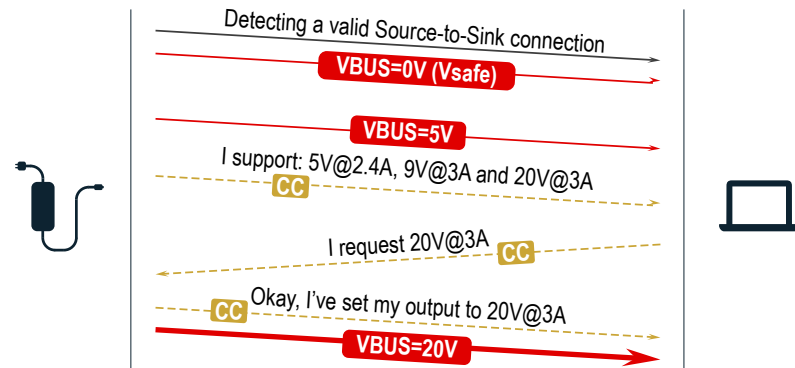 Detecting a valid Source-to-Sink connection
VBUS=0V (Vsafe)
VBUS=5V
I support: 5V@2.4A, 9V@3A and 20V@3A
CC
I request 20V@3A
CC
Okay, I've set my output to 20V@3A
CC
VBUS=20V